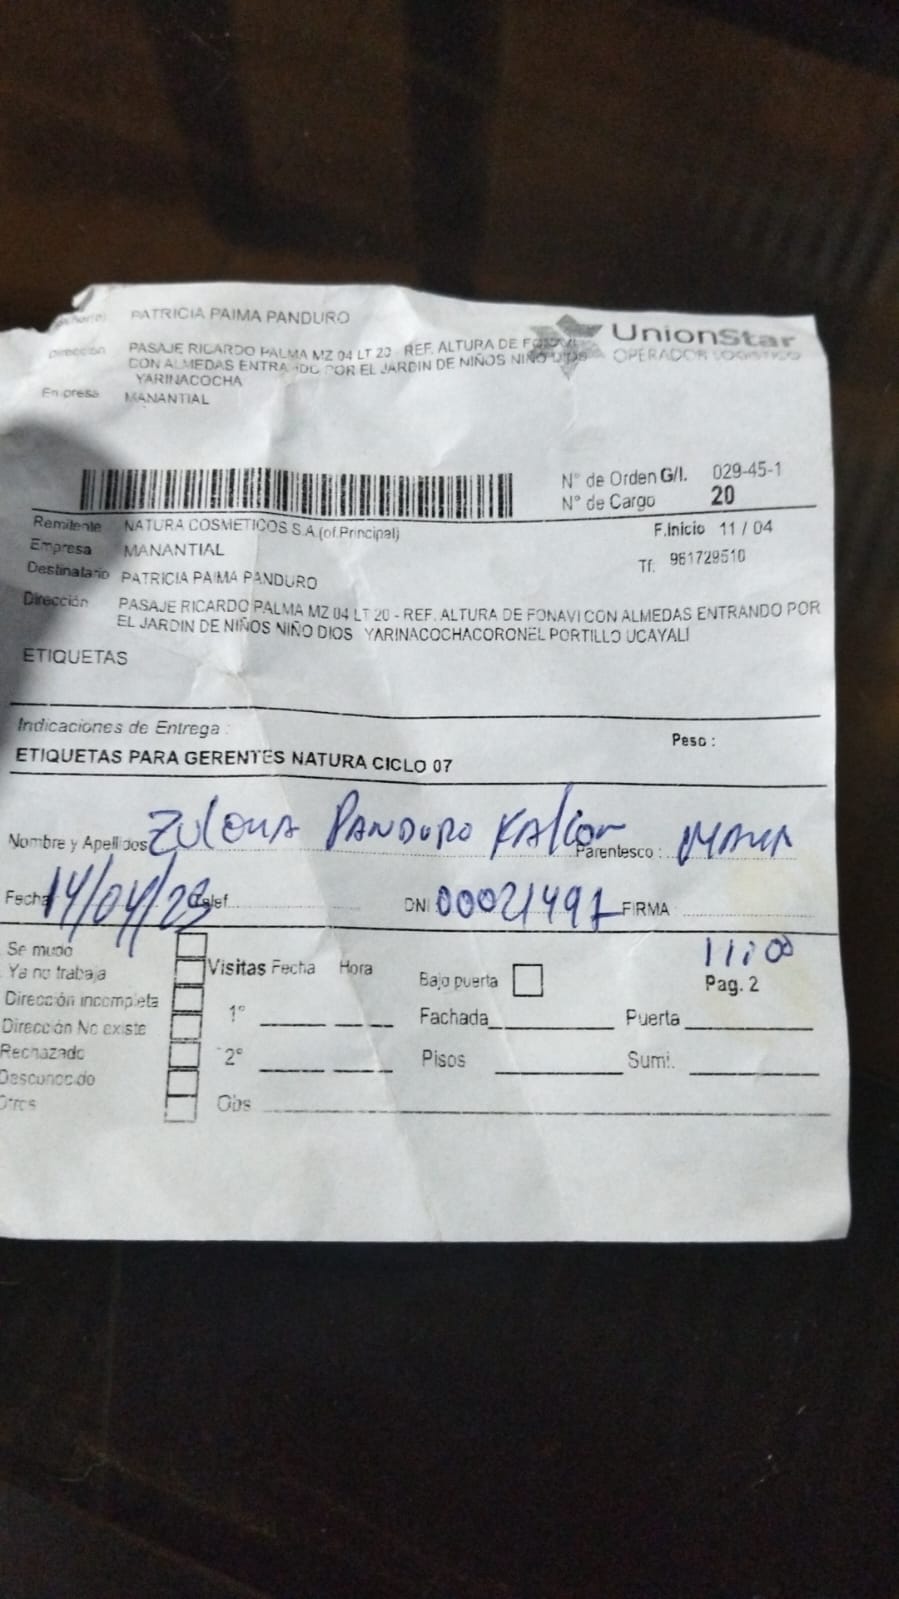 PATRICIA PAIMA PANDURO
UnionStar
OPERADOR LOGISTICO
Dirección PASAJE RICARDO PALMA MZ 04 LT 20 - REF. ALTURA DE FONAVI
CON ALMEDAS ENTRANDO POR EL JARDIN DE NIÑOS NIÑO DIOS
YARINACOCHA
Empresa MANANTIAL
N° de Orden G/I. 029-45-1
N° de Cargo 20
Remitente NATURA COSMETICOS S.A.(of.Principal)
F.Inicio 11 / 04
Empresa MANANTIAL
Tf: 961729510
Destinatario PATRICIA PAIMA PANDURO
Dirección PASAJE RICARDO PALMA MZ 04 LT 20 - REF. ALTURA DE FONAVI CON ALMEDAS ENTRANDO POR
EL JARDIN DE NIÑOS NIÑO DIOS YARINACOCHACORONEL PORTILLO UCAYALI
ETIQUETAS
Indicaciones de Entrega :
Peso :
ETIQUETAS PARA GERENTES NATURA CICLO 07
Nombre y Apellidos PANDURO Parentesco :
Fecha 14/04/23 Telef. DNI 00021497 FIRMA
11:00
Se mudo
Ya no trabaja Visitas Fecha Hora Bajo puerta Pag. 2
Dirección incompleta 1° Fachada Puerta
Dirección No existe
Rechazado 2° Pisos Sumi.
Desconocido
Otros Obs